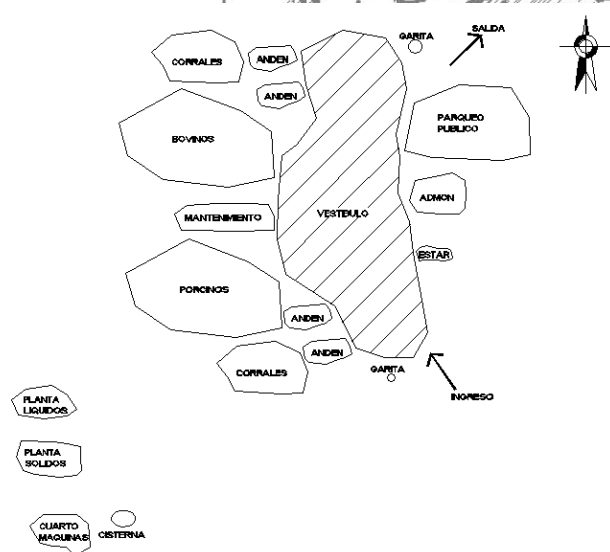 GARITA
SALIDA
CORRALES
ANDEN
ANDEN
BOVINOS
PARQUEO
PUBLICO
ADMON
MANTENIMIENTO
VESTIBULO
ESTAR
PORCINOS
ANDEN
ANDEN
CORRALES
GARITA
INGRESO
PLANTA
LIQUIDOS
PLANTA
SOLIDOS
CUARTO
MAQUINAS
CISTERNA